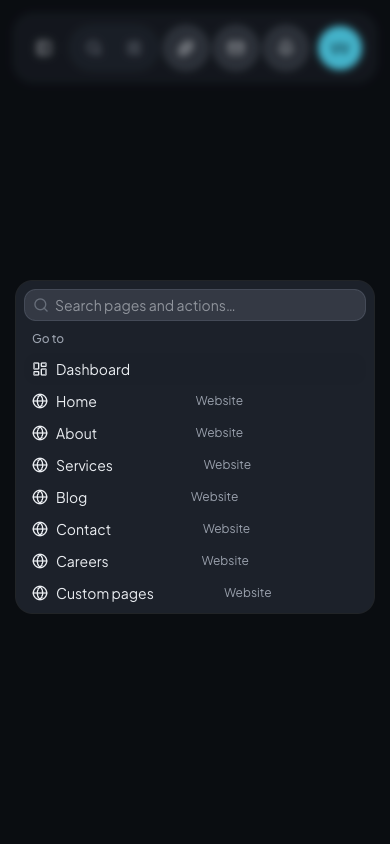 Search pages and actions...
Go to
Dashboard
Home Website
About Website
Services Website
Blog Website
Contact Website
Careers Website
Custom pages Website